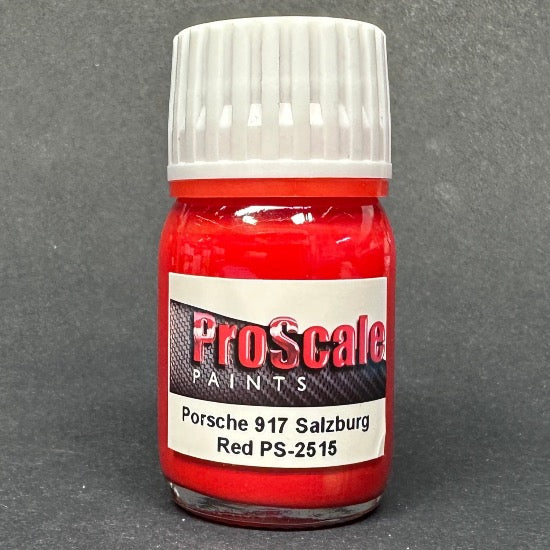 ProScale
PAINTS
Porsche 917 Salzburg
Red PS-2515